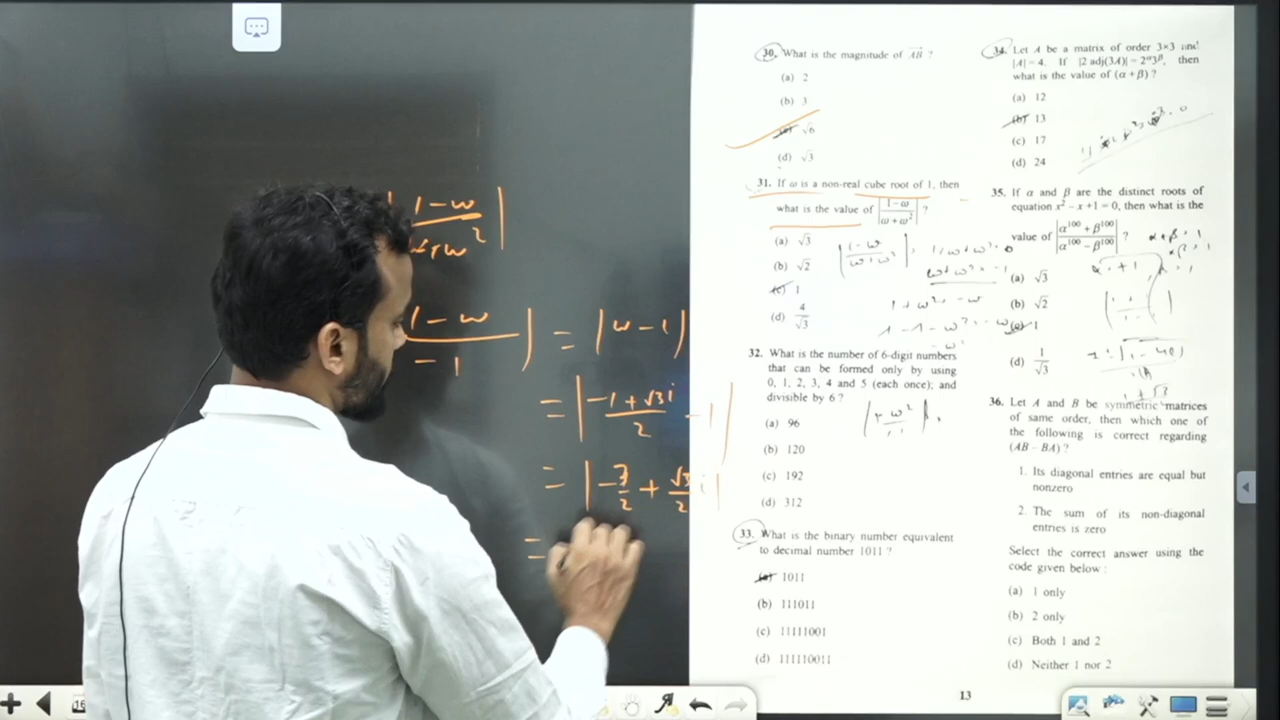 |1-ω/ω+ω²|
1-ω/-1| = |ω-1|
= |-1+√3i/2 -1|
= |-3/2 + √3/2 i|
=
30. What is the magnitude of AB ?
(a) 2
(b) 3
(c) √6
(d) √3
31. If ω is a non-real cube root of 1, then
what is the value of |1-ω/ω+ω²| ?
(a) √3
(b) √2
(c) 1
(d) 4/√3
|1-ω/ω+ω²|
32. What is the number of 6-digit numbers
that can be formed only by using
0, 1, 2, 3, 4 and 5 (each once); and
divisible by 6 ?
(a) 96
(b) 120
(c) 192
(d) 312
33. What is the binary number equivalent
to decimal number 1011 ?
(a) 1011
(b) 111011
(c) 11111001
(d) 111110011
34. Let A be a matrix of order 3×3 and
|A|=4. If |2 adj(3A)|=2^α3^β, then
what is the value of (α+β) ?
(a) 12
(b) 13
(c) 17
(d) 24
35. If α and β are the distinct roots of
equation x²-x+1=0, then what is the
value of |α¹⁰⁰+β¹⁰⁰/α¹⁰⁰-β¹⁰⁰| ?
(a) √3
(b) √2
(c) 1
(d) 1/√3
36. Let A and B be symmetric matrices
of same order, then which one of
the following is correct regarding
(AB-BA) ?
1. Its diagonal entries are equal but
nonzero
2. The sum of its non-diagonal
entries is zero
Select the correct answer using the
code given below :
(a) 1 only
(b) 2 only
(c) Both 1 and 2
(d) Neither 1 nor 2
13